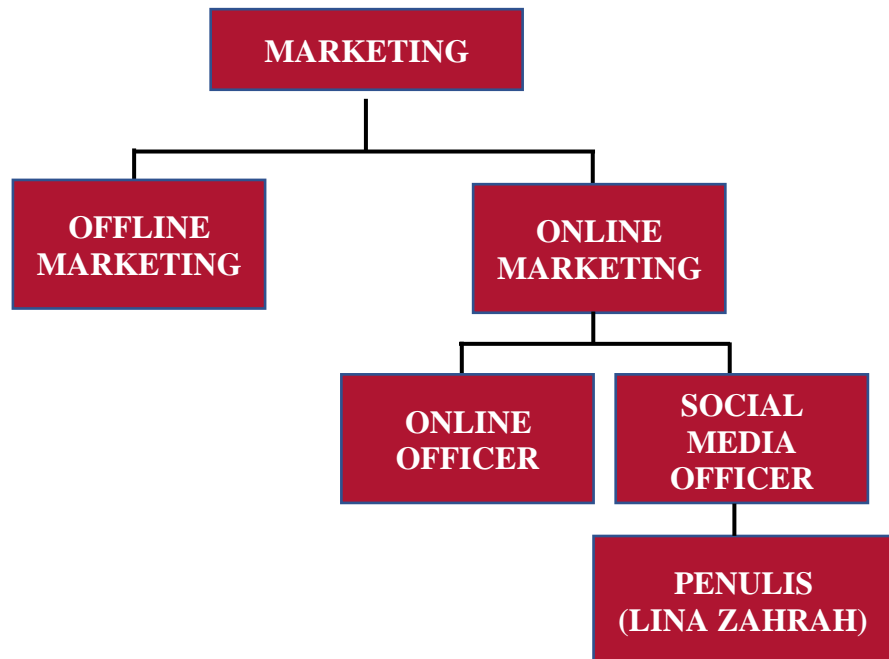 MARKETING
OFFLINE
MARKETING
ONLINE
MARKETING
ONLINE
OFFICER
SOCIAL
MEDIA
OFFICER
PENULIS
(LINA ZAHRAH)